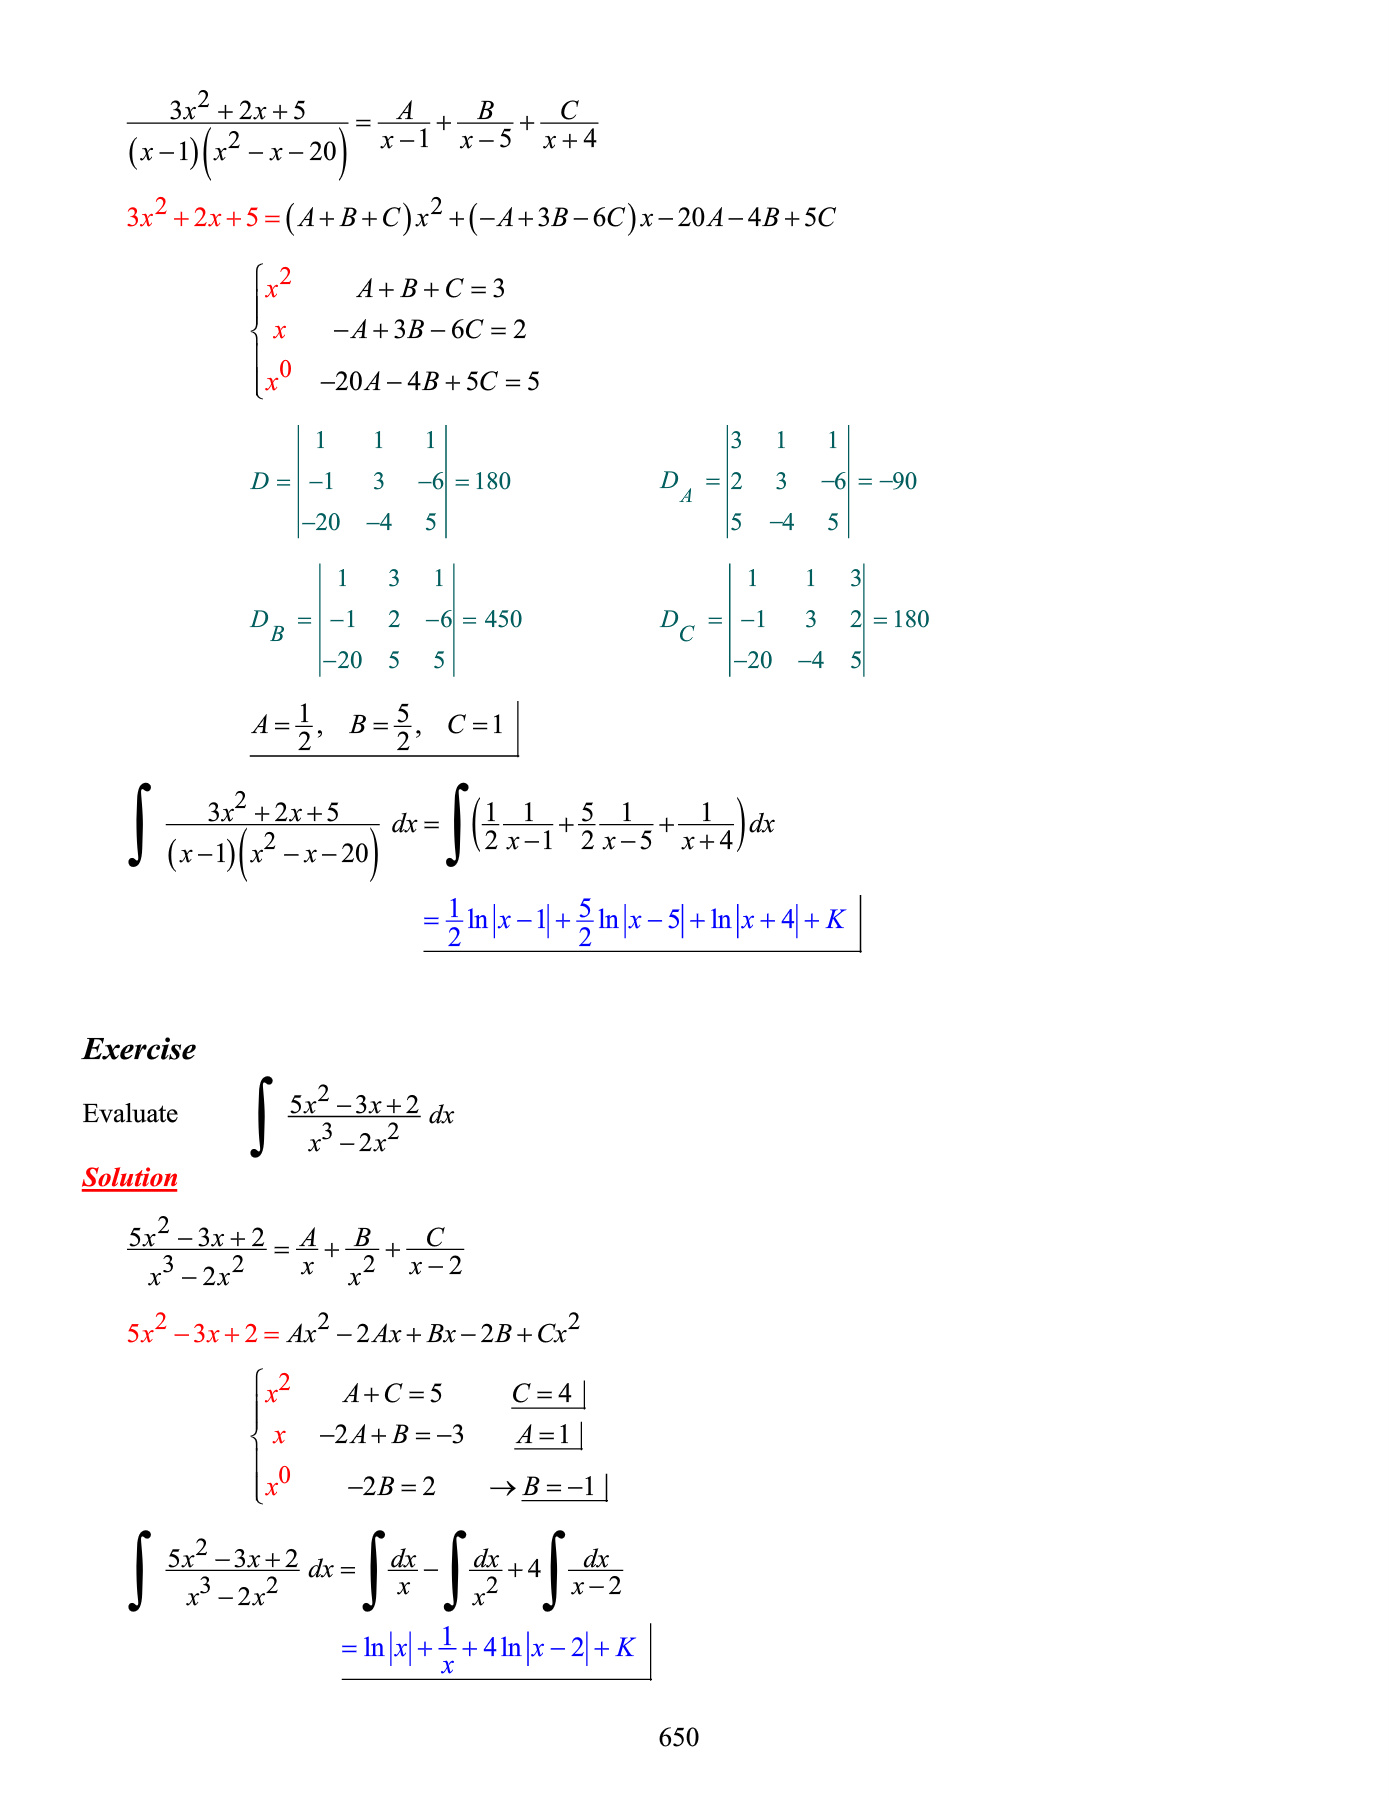 \frac{3x^2+2x+5}{(x-1)(x^2-x-20)} = \frac{A}{x-1} + \frac{B}{x-5} + \frac{C}{x+4}
3x^2+2x+5 = (A+B+C)x^2+(-A+3B-6C)x-20A-4B+5C
x^2 A+B+C=3
x -A+3B-6C=2
x^0 -20A-4B+5C=5
D = \begin{vmatrix} 1 & 1 & 1 \\ -1 & 3 & -6 \\ -20 & -4 & 5 \end{vmatrix} = 180 D_A = \begin{vmatrix} 3 & 1 & 1 \\ 2 & 3 & -6 \\ 5 & -4 & 5 \end{vmatrix} = -90
D_B = \begin{vmatrix} 1 & 3 & 1 \\ -1 & 2 & -6 \\ -20 & 5 & 5 \end{vmatrix} = 450 D_C = \begin{vmatrix} 1 & 1 & 3 \\ -1 & 3 & 2 \\ -20 & -4 & 5 \end{vmatrix} = 180
A = \frac{1}{2}, B = \frac{5}{2}, C = 1
\int \frac{3x^2+2x+5}{(x-1)(x^2-x-20)} dx = \int \left( \frac{1}{2}\frac{1}{x-1} + \frac{5}{2}\frac{1}{x-5} + \frac{1}{x+4} \right) dx
= \frac{1}{2} \ln|x-1| + \frac{5}{2} \ln|x-5| + \ln|x+4| + K
Exercise
Evaluate \int \frac{5x^2-3x+2}{x^3-2x^2} dx
Solution
\frac{5x^2-3x+2}{x^3-2x^2} = \frac{A}{x} + \frac{B}{x^2} + \frac{C}{x-2}
5x^2-3x+2 = Ax^2-2Ax+Bx-2B+Cx^2
x^2 A+C=5 C=4
x -2A+B=-3 A=1
x^0 -2B=2 → B=-1
\int \frac{5x^2-3x+2}{x^3-2x^2} dx = \int \frac{dx}{x} - \int \frac{dx}{x^2} + 4 \int \frac{dx}{x-2}
= \ln|x| + \frac{1}{x} + 4 \ln|x-2| + K
650